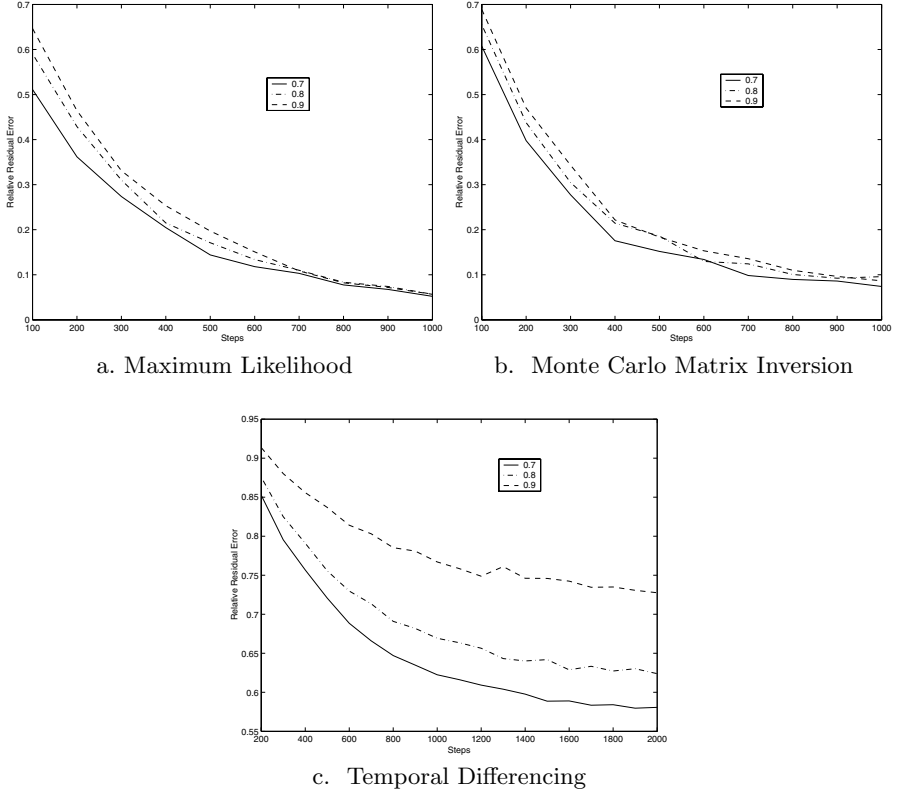 0.7
0.6
0.5
0.4
0.3
0.2
0.1
0
Relative Residual Error
0.7
0.8
0.9
100 200 300 400 500 600 700 800 900 1000
Steps
a. Maximum Likelihood
0.7
0.6
0.5
0.4
0.3
0.2
0.1
0
Relative Residual Error
0.7
0.8
0.9
100 200 300 400 500 600 700 800 900 1000
Steps
b. Monte Carlo Matrix Inversion
0.95
0.9
0.85
0.8
0.75
0.7
0.65
0.6
0.55
Relative Residual Error
0.7
0.8
0.9
200 400 600 800 1000 1200 1400 1600 1800 2000
Steps
c. Temporal Differencing